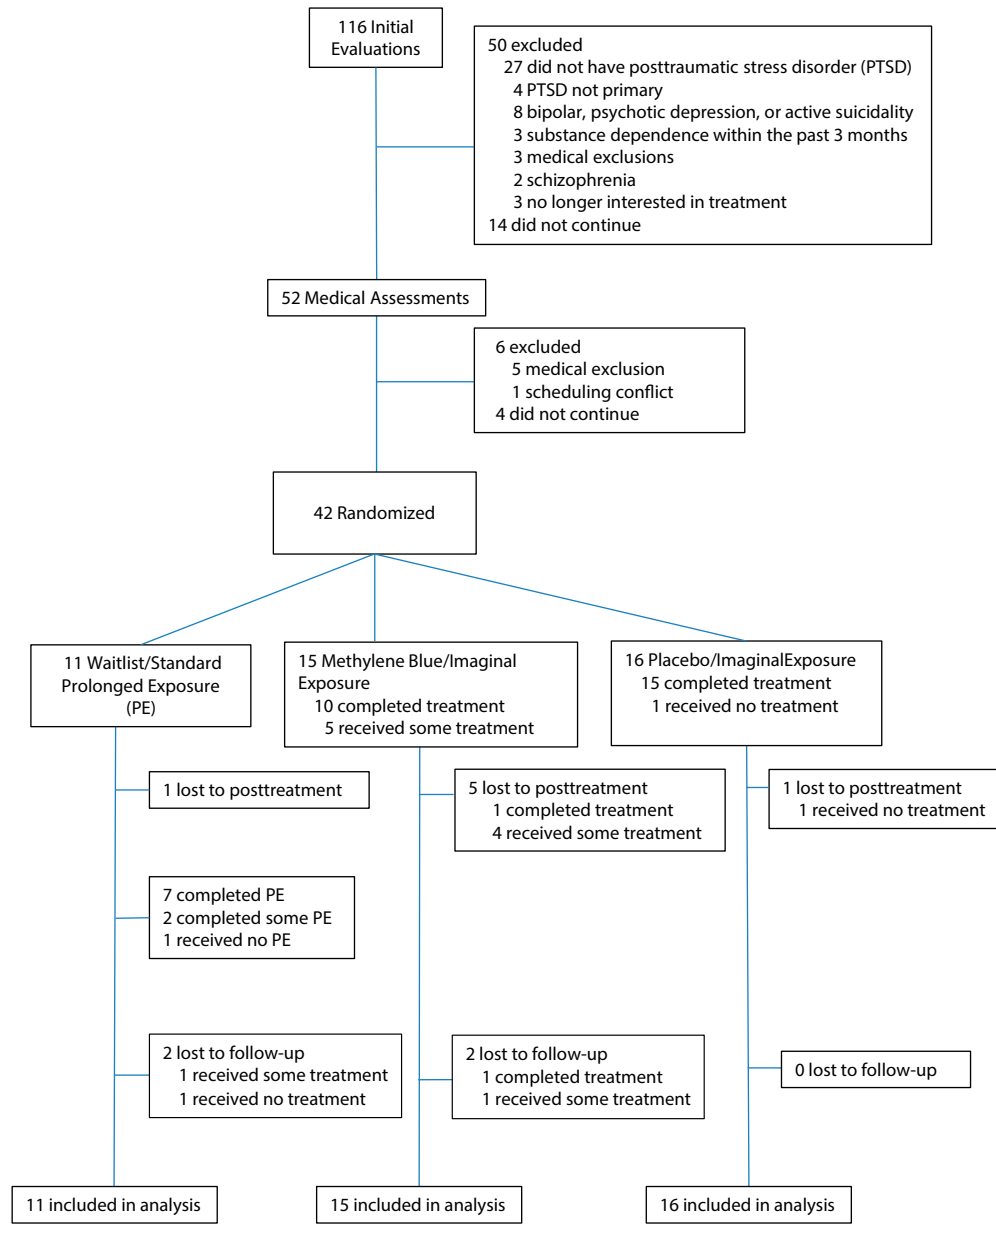 116 Initial
Evaluations
50 excluded
27 did not have posttraumatic stress disorder (PTSD)
4 PTSD not primary
8 bipolar, psychotic depression, or active suicidality
3 substance dependence within the past 3 months
3 medical exclusions
2 schizophrenia
3 no longer interested in treatment
14 did not continue
52 Medical Assessments
6 excluded
5 medical exclusion
1 scheduling conflict
4 did not continue
42 Randomized
11 Waitlist/Standard
Prolonged Exposure
(PE)
15 Methylene Blue/Imaginal
Exposure
10 completed treatment
5 received some treatment
16 Placebo/ImaginalExposure
15 completed treatment
1 received no treatment
1 lost to posttreatment
5 lost to posttreatment
1 completed treatment
4 received some treatment
1 lost to posttreatment
1 received no treatment
7 completed PE
2 completed some PE
1 received no PE
2 lost to follow-up
1 received some treatment
1 received no treatment
2 lost to follow-up
1 completed treatment
1 received some treatment
0 lost to follow-up
11 included in analysis
15 included in analysis
16 included in analysis